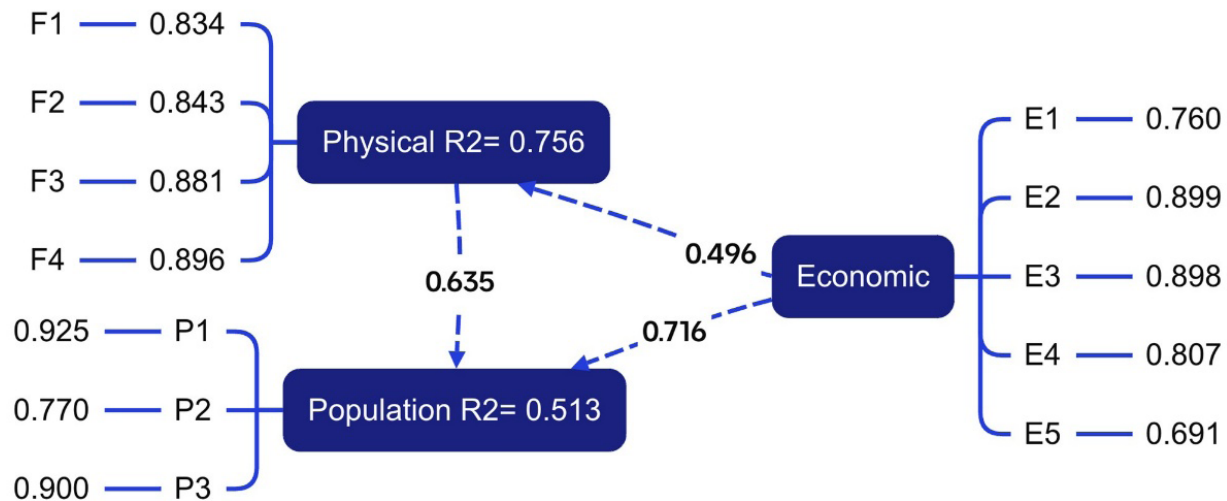 F1 0.834
F2 0.843
F3 0.881
F4 0.896
Physical R2= 0.756
0.635
0.496
0.716
Economic
E1 0.760
E2 0.899
E3 0.898
E4 0.807
E5 0.691
0.925 P1
0.770 P2
0.900 P3
Population R2= 0.513